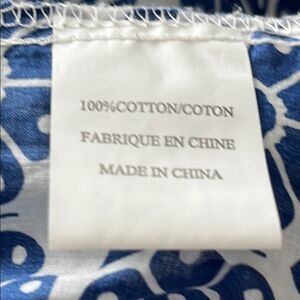 100%COTTON/COTON
FABRIQUE EN CHINE
MADE IN CHINA